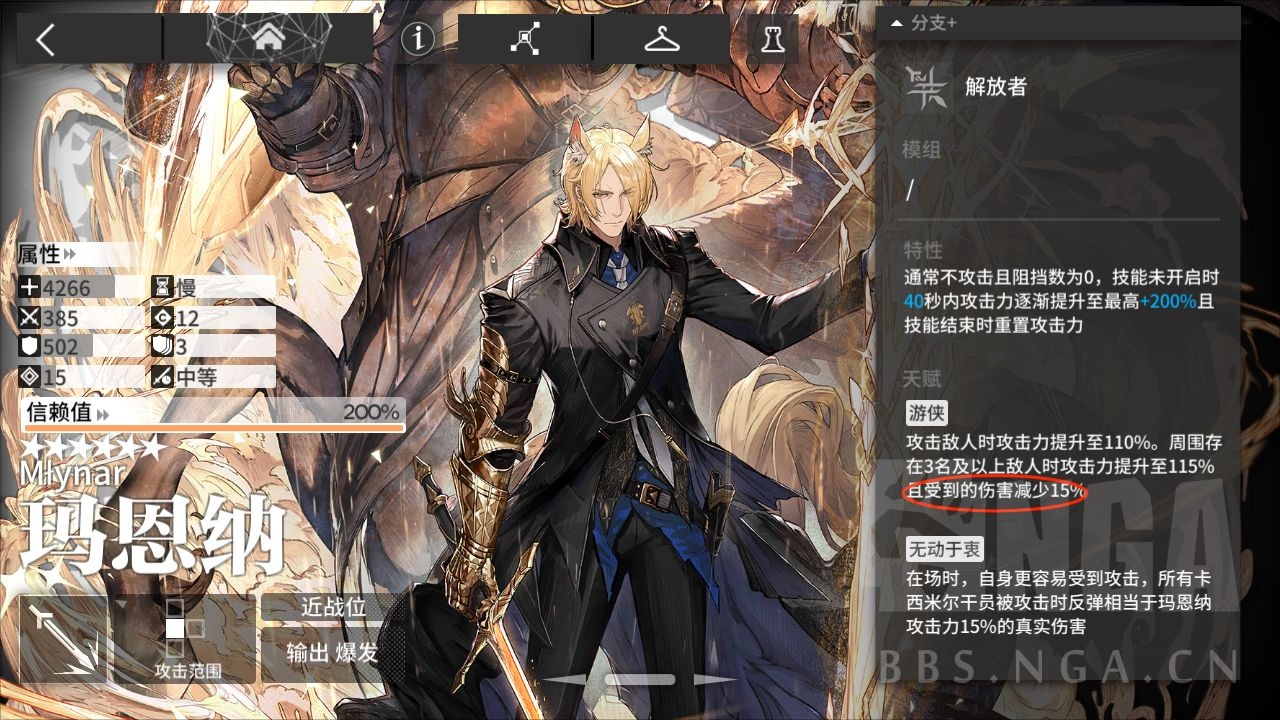 分支+
解放者
模组
/
特性
通常不攻击且阻挡数为0，技能未开启时
40秒内攻击力逐渐提升至最高+200%且
技能结束时重置攻击力
天赋
游侠
攻击敌人时攻击力提升至110%。周围存
在3名及以上敌人时攻击力提升至115%
且受到的伤害减少15%
无动于衷
在场时，自身更容易受到攻击，所有卡
西米尔干员被攻击时反弹相当于玛恩纳
攻击力15%的真实伤害
属性
4266
慢
385
12
502
3
15
中等
信赖值
200%
Młynar
玛恩纳
攻击范围
近战位
输出 爆发
NGA
BBS.NGA.CN